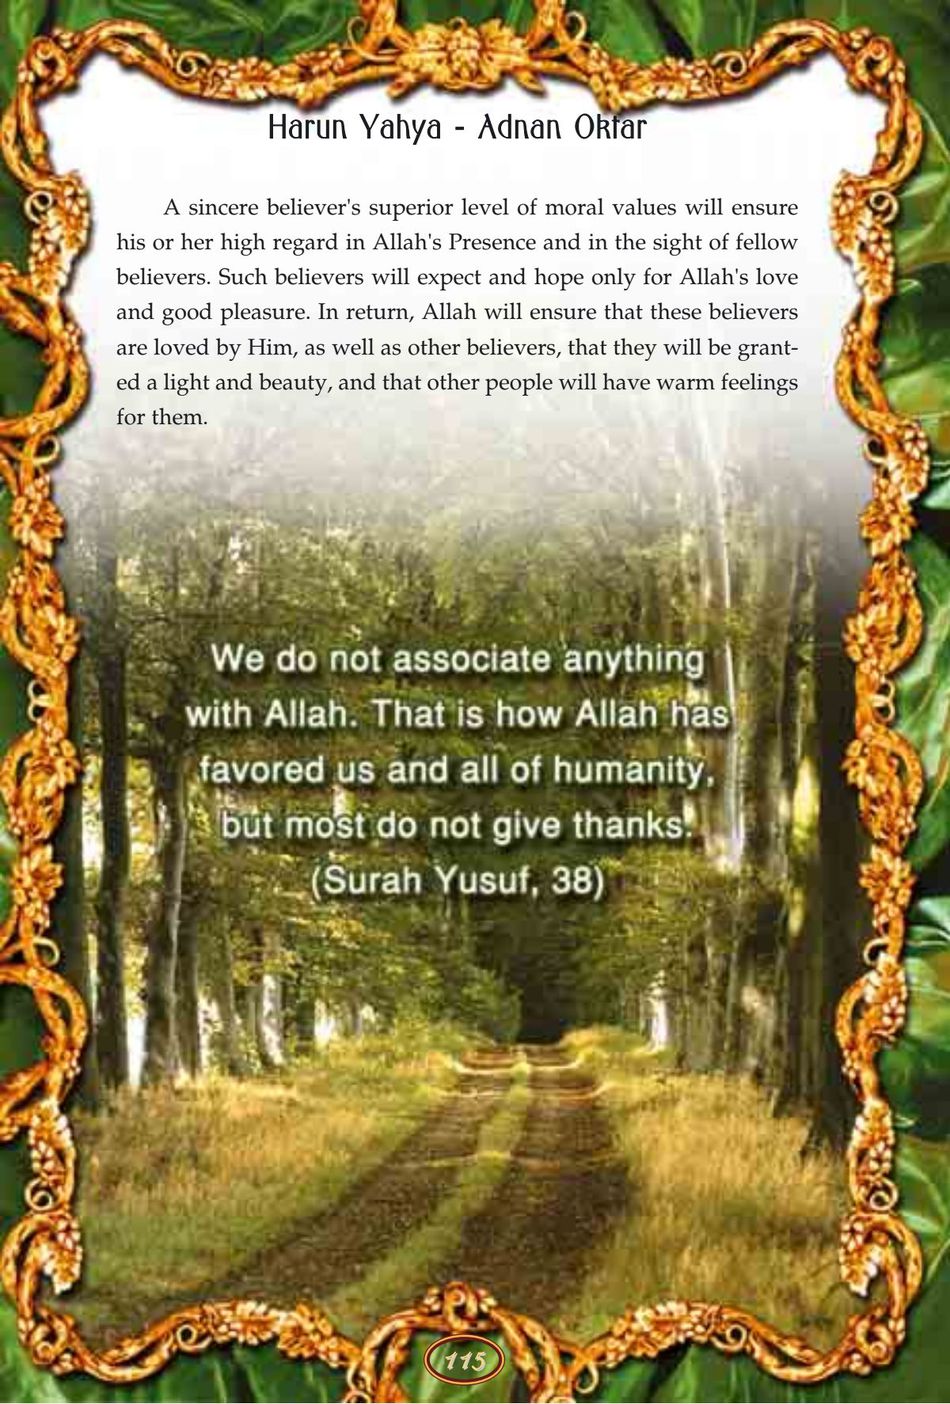 Harun Yahya - Adnan Oktar
A sincere believer's superior level of moral values will ensure
his or her high regard in Allah's Presence and in the sight of fellow
believers. Such believers will expect and hope only for Allah's love
and good pleasure. In return, Allah will ensure that these believers
are loved by Him, as well as other believers, that they will be grant-
ed a light and beauty, and that other people will have warm feelings
for them.
We do not associate anything
with Allah. That is how Allah has
favored us and all of humanity,
but most do not give thanks.
(Surah Yusuf, 38)
115